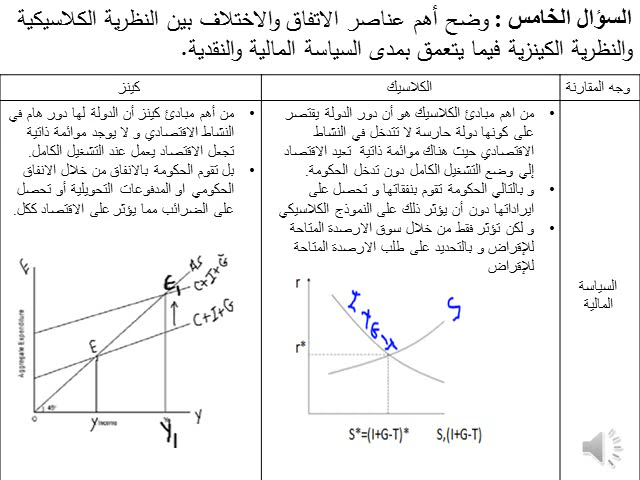 السؤال الخامس : وضح أهم عناصر الاتفاق والاختلاف بين النظرية الكلاسيكية
والنظرية الكينزية فيما يتعمق بمدى السياسة المالية والنقدية.
وجه المقارنة
الكلاسيك
كينز
السياسة
المالية
• من اهم مبادئ الكلاسيك هو أن دور الدولة يقتصر
على كونها دولة حارسة لا تتدخل في النشاط
الاقتصادي حيث هناك موائمة ذاتية تعيد الاقتصاد
إلي وضع التشغيل الكامل دون تدخل الحكومة.
• و بالتالي الحكومة تقوم بنفقاتها و تحصل على
ايراداتها دون أن يؤثر ذلك على النموذج الكلاسيكي
• و لكن تؤثر فقط من خلال سوق الارصدة المتاحة
للإقراض و بالتحديد على طلب الارصدة المتاحة
للإقراض
r
I+G-T
S
r*
S*=(I+G-T)*
S,(I+G-T)
• من أهم مبادئ كينز أن الدولة لها دور هام في
النشاط الاقتصادي و لا يوجد موائمة ذاتية
تجعل الاقتصاد يعمل عند التشغيل الكامل.
• بل تقوم الحكومة بالانفاق من خلال الانفاق
الحكومي او المدفوعات التحويلية أو تحصل
على الضرائب مما يؤثر على الاقتصاد ككل.
E
AS
E1
C+I+G
C+I+G
E
Aggregate Expenditure
45°
0
y
Income
Y
Y1